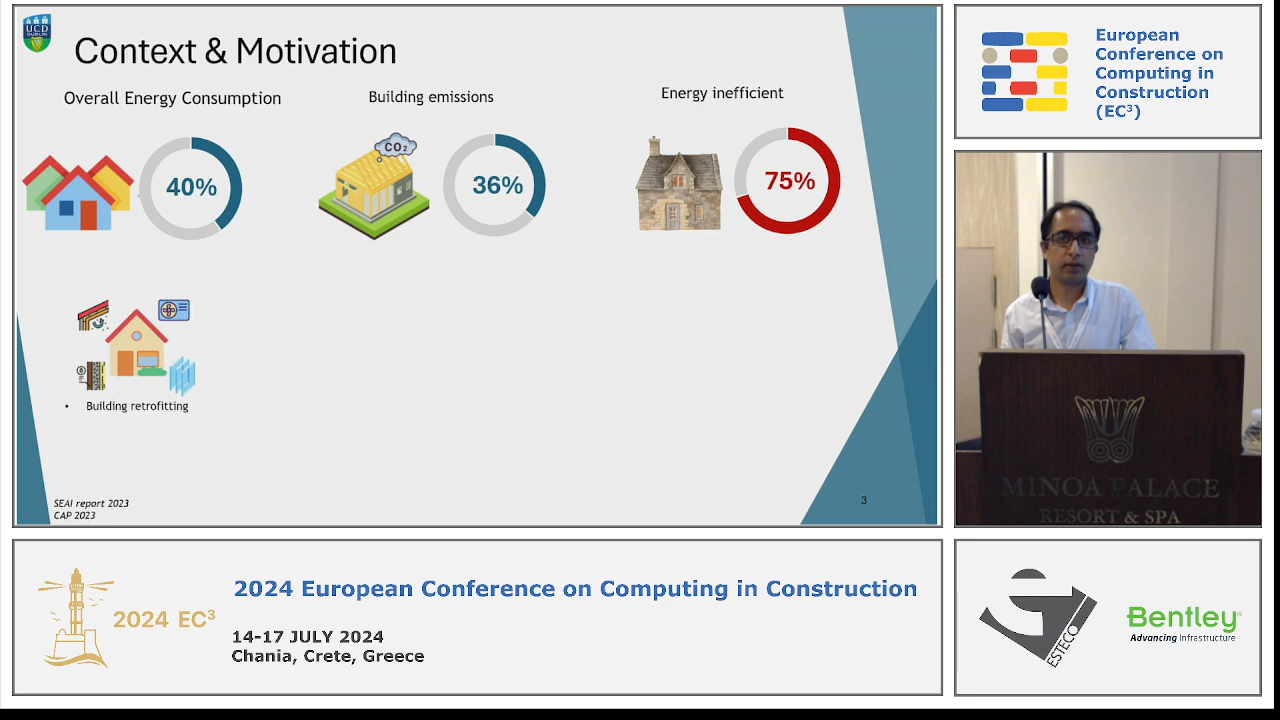 UCD
DUBLIN
Context & Motivation
Overall Energy Consumption
Building emissions
Energy inefficient
40%
CO₂
36%
75%
• Building retrofitting
SEAI report 2023
CAP 2023
3
European
Conference on
Computing in
Construction
(EC³)
MINOA PALACE
RESORT & SPA
2024 EC³
2024 European Conference on Computing in Construction
14-17 JULY 2024
Chania, Crete, Greece
ESTECO
Bentley®
Advancing Infrastructure